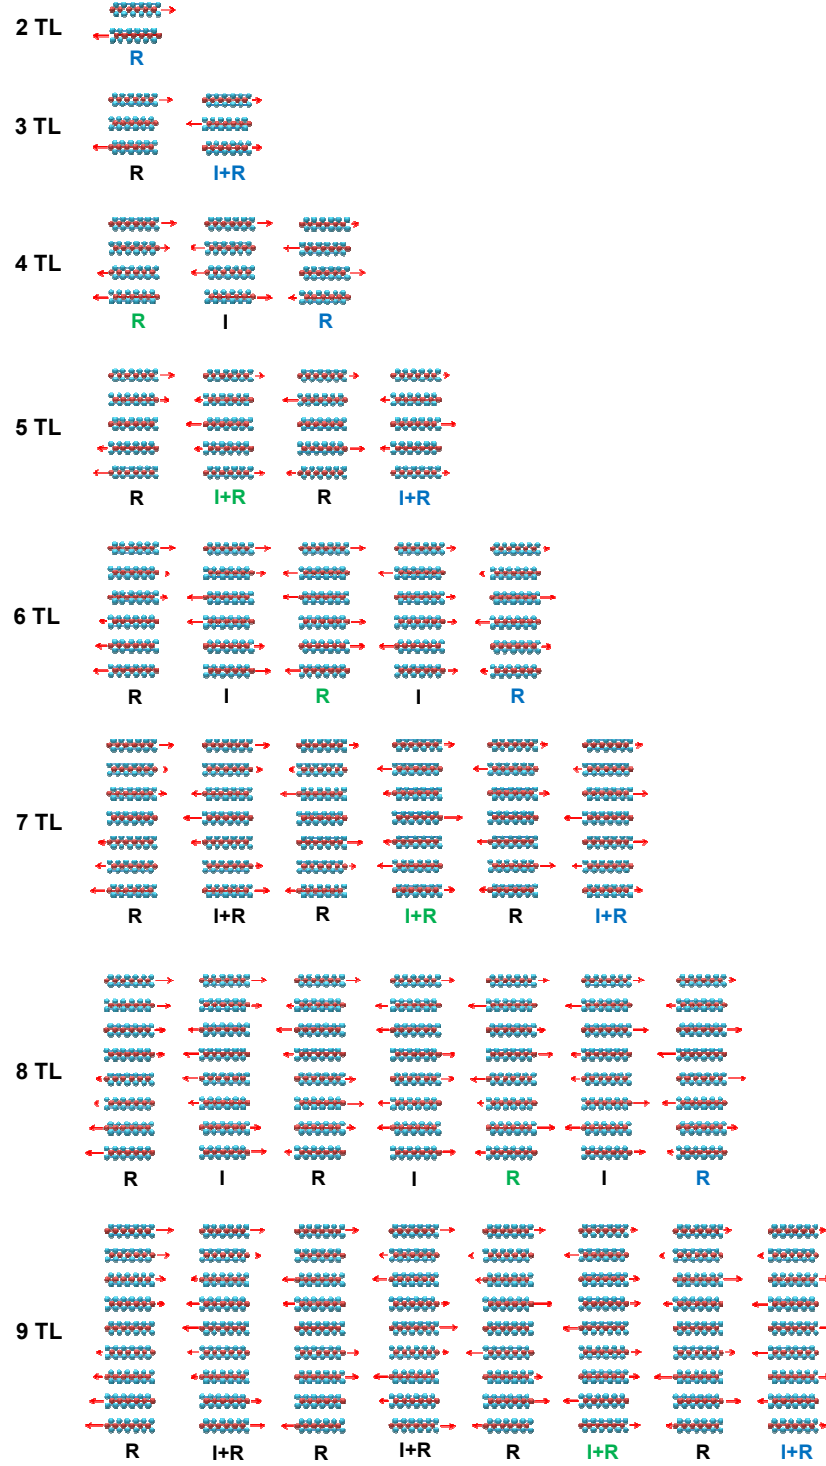 2 TL
R
3 TL
R I+R
4 TL
R I R
5 TL
R I+R R I+R
6 TL
R I R I R
7 TL
R I+R R I+R R I+R
8 TL
R I R I R I R
9 TL
R I+R R I+R R I+R R I+R